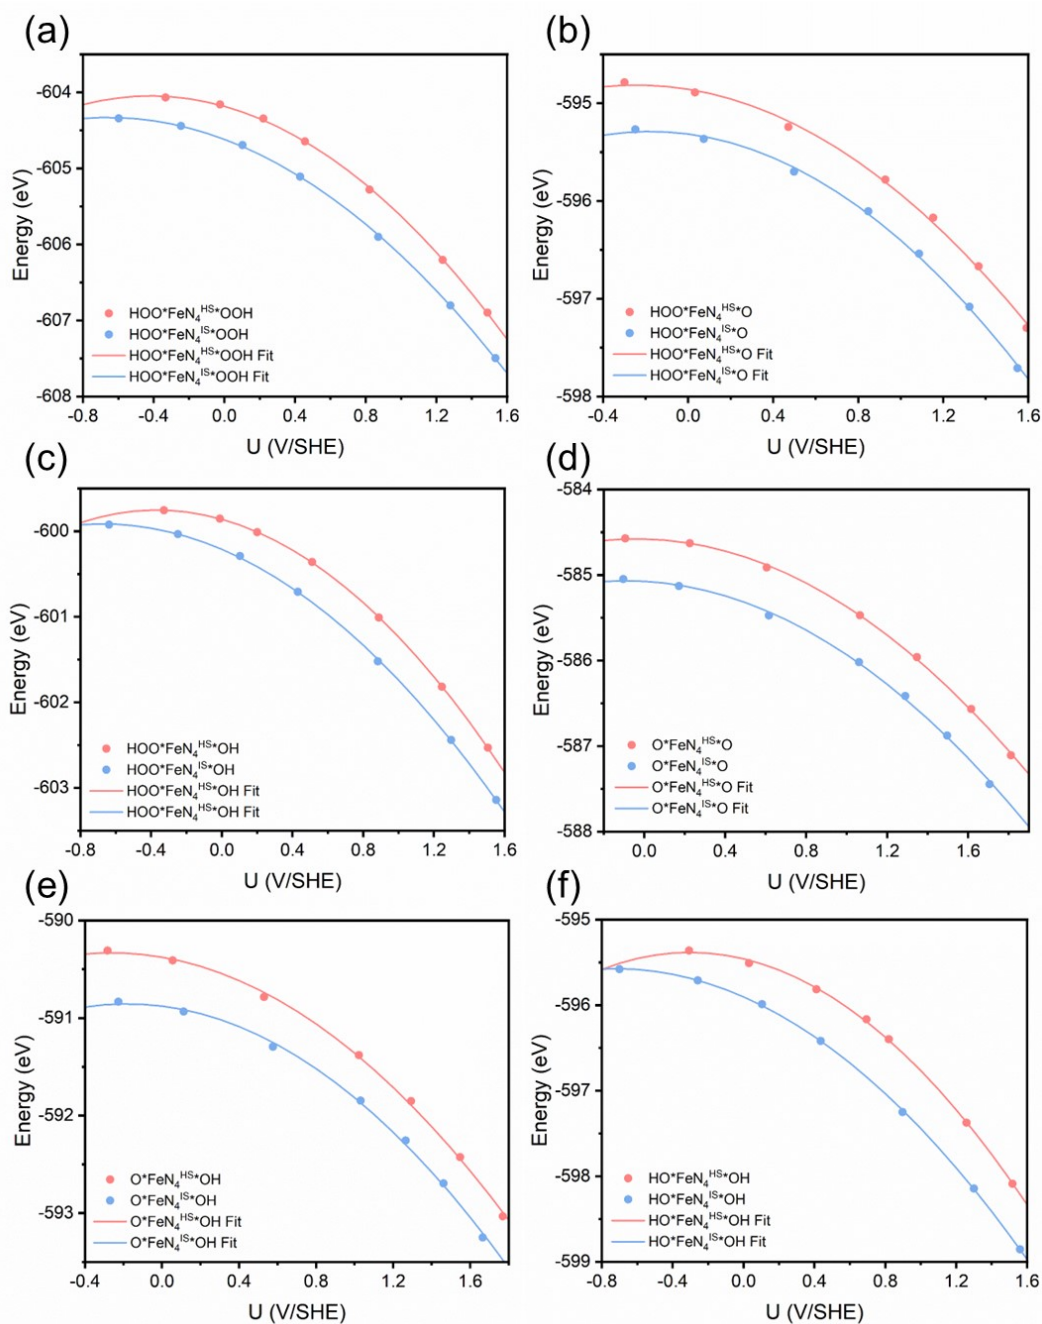 (a)
-604
-605
-606
-607
-608
Energy (eV)
HOO*FeN4HS*OOH
HOO*FeN4IS*OOH
HOO*FeN4HS*OOH Fit
HOO*FeN4IS*OOH Fit
-0.8 -0.4 0.0 0.4 0.8 1.2 1.6
U (V/SHE)
(b)
-595
-596
-597
-598
Energy (eV)
HOO*FeN4HS*O
HOO*FeN4IS*O
HOO*FeN4HS*O Fit
HOO*FeN4IS*O Fit
-0.4 0.0 0.4 0.8 1.2 1.6
U (V/SHE)
(c)
-600
-601
-602
-603
Energy (eV)
HOO*FeN4HS*OH
HOO*FeN4IS*OH
HOO*FeN4HS*OH Fit
HOO*FeN4HS*OH Fit
-0.8 -0.4 0.0 0.4 0.8 1.2 1.6
U (V/SHE)
(d)
-584
-585
-586
-587
-588
Energy (eV)
O*FeN4HS*O
O*FeN4IS*O
O*FeN4HS*O Fit
O*FeN4IS*O Fit
0.0 0.4 0.8 1.2 1.6
U (V/SHE)
(e)
-590
-591
-592
-593
Energy (eV)
O*FeN4HS*OH
O*FeN4IS*OH
O*FeN4HS*OH Fit
O*FeN4IS*OH Fit
-0.4 0.0 0.4 0.8 1.2 1.6
U (V/SHE)
(f)
-595
-596
-597
-598
-599
Energy (eV)
HO*FeN4HS*OH
HO*FeN4IS*OH
HO*FeN4HS*OH Fit
HO*FeN4IS*OH Fit
-0.8 -0.4 0.0 0.4 0.8 1.2 1.6
U (V/SHE)